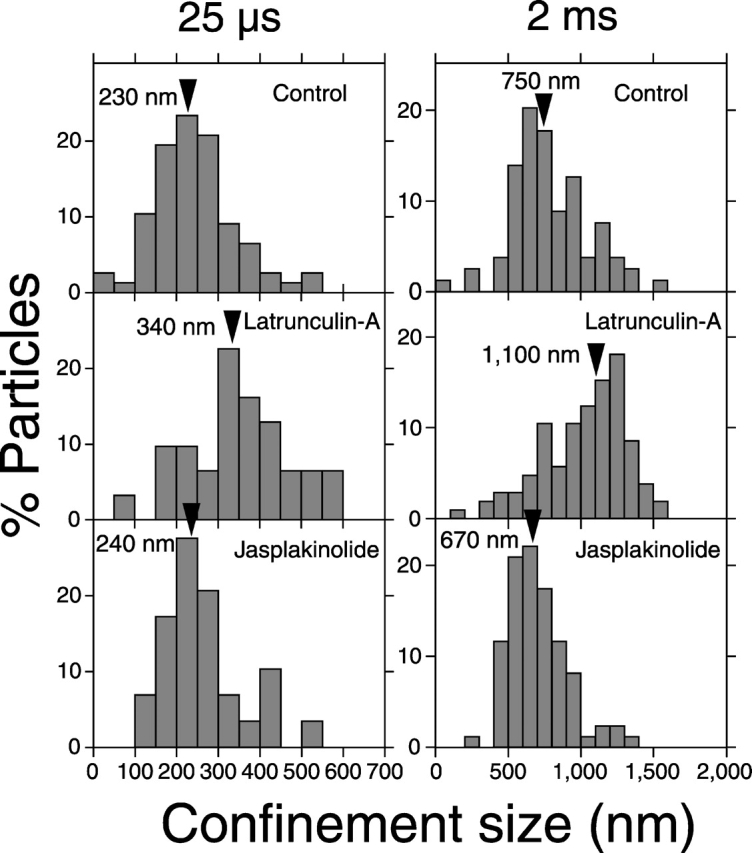 25 µs
2 ms
% Particles
230 nm
Control
20
10
0
750 nm
Control
20
10
0
340 nm
Latrunculin-A
20
10
0
1,100 nm
Latrunculin-A
20
10
0
240 nm
Jasplakinolide
20
10
0
0 100 200 300 400 500 600 700
670 nm
Jasplakinolide
20
10
0
0 500 1,000 1,500 2,000
Confinement size (nm)